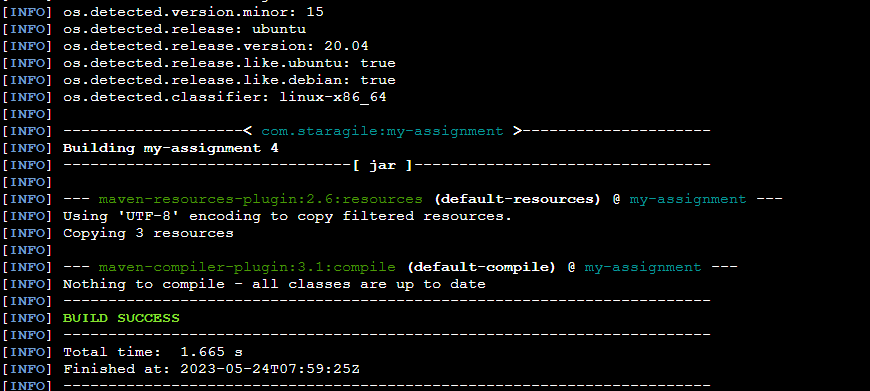 [INFO] os.detected.version.minor: 15
[INFO] os.detected.release: ubuntu
[INFO] os.detected.release.version: 20.04
[INFO] os.detected.release.like.ubuntu: true
[INFO] os.detected.release.like.debian: true
[INFO] os.detected.classifier: linux-x86_64
[INFO]
[INFO] --------------------< com.staragile:my-assignment >---------------------
[INFO] Building my-assignment 4
[INFO] --------------------------------[ jar ]---------------------------------
[INFO]
[INFO] --- maven-resources-plugin:2.6:resources (default-resources) @ my-assignment ---
[INFO] Using 'UTF-8' encoding to copy filtered resources.
[INFO] Copying 3 resources
[INFO]
[INFO] --- maven-compiler-plugin:3.1:compile (default-compile) @ my-assignment ---
[INFO] Nothing to compile - all classes are up to date
[INFO] ------------------------------------------------------------------------
[INFO] BUILD SUCCESS
[INFO] ------------------------------------------------------------------------
[INFO] Total time:  1.665 s
[INFO] Finished at: 2023-05-24T07:59:25Z
[INFO] ------------------------------------------------------------------------